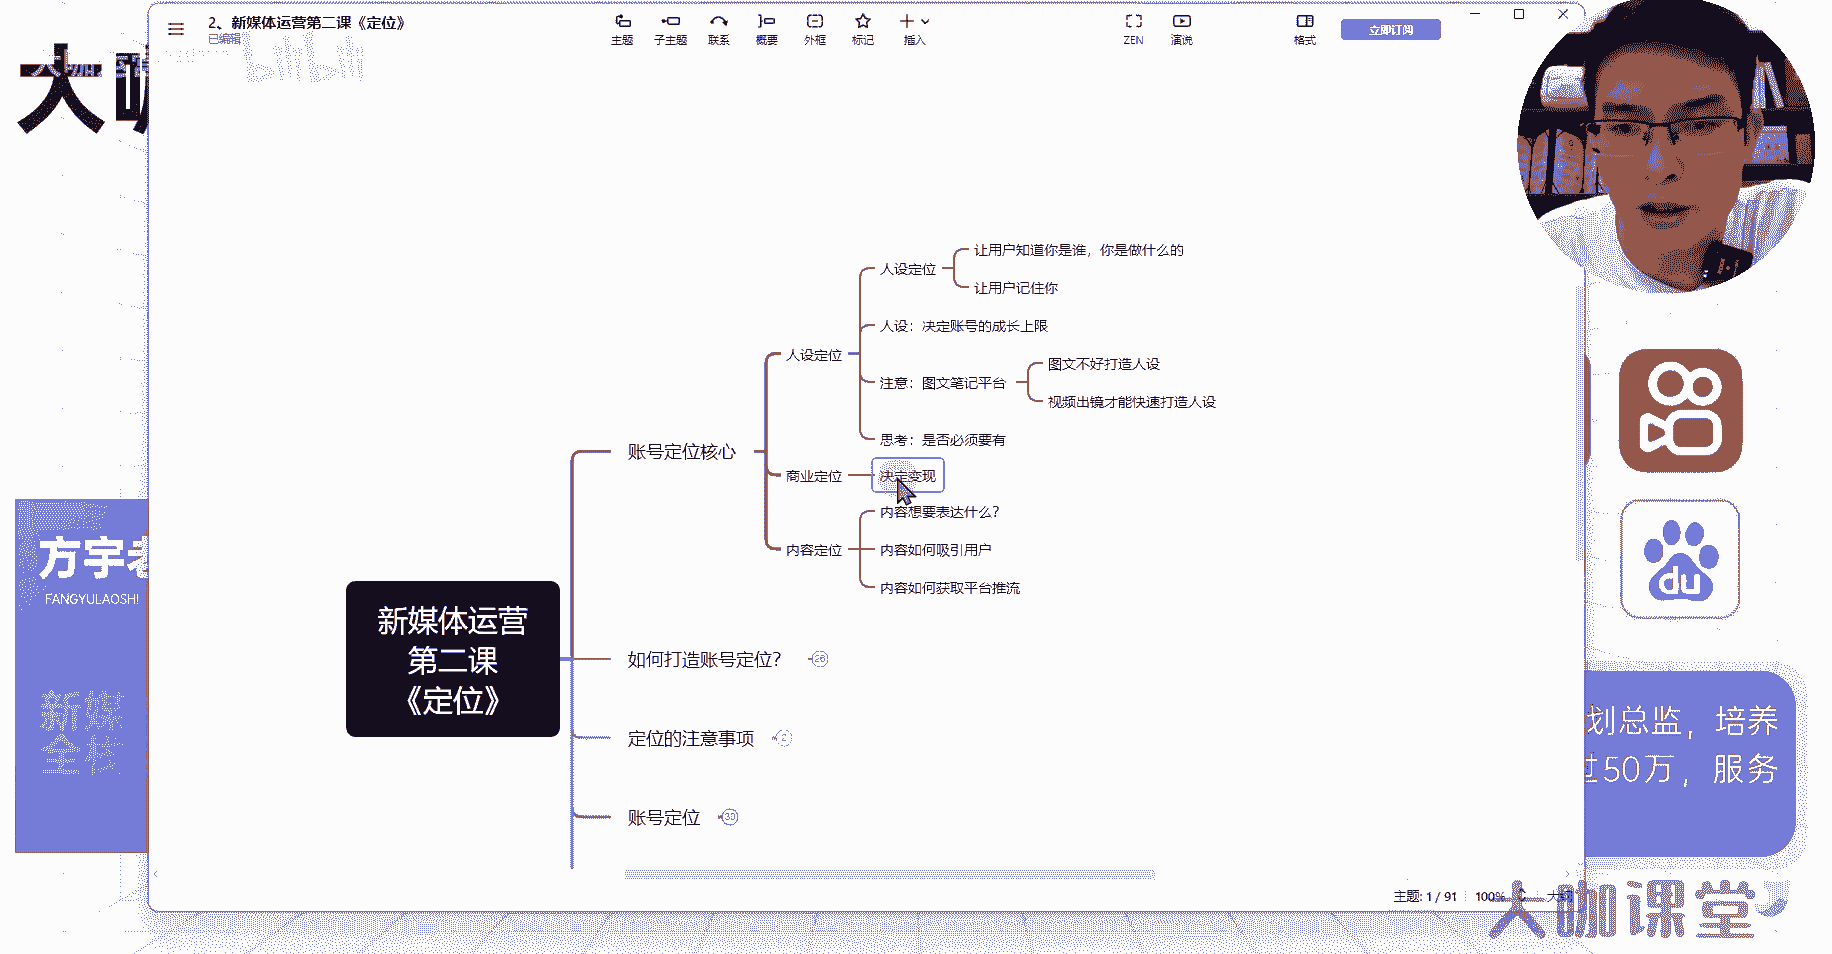 2、新媒体运营第二课《定位》
已编辑
主题
子主题
联系
概要
外框
标记
插入
ZEN
演说
格式
立即订阅
bilibili
大咖
让用户知道你是谁，你是做什么的
人设定位
让用户记住你
人设：决定账号的成长上限
人设定位
图文不好打造人设
注意：图文笔记平台
视频出镜才能快速打造人设
思考：是否必须要有
账号定位核心
商业定位
决定变现
内容想要表达什么？
内容定位
内容如何吸引用户
内容如何获取平台推流
新媒体运营
第二课
《定位》
如何打造账号定位？
26
定位的注意事项
2
账号定位
30
方宇老
FANGYULAOSHI
新媒
全栈
du
划总监，培养
过50万，服务
主题: 1 / 91
100%
大咖课堂